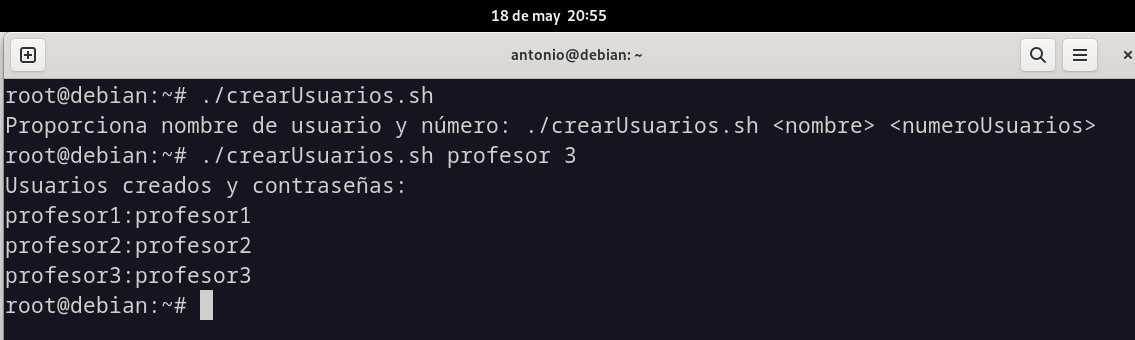 18 de may 20:55
antonio@debian: ~
root@debian:~# ./crearUsuarios.sh
Proporciona nombre de usuario y número: ./crearUsuarios.sh <nombre> <numeroUsuarios>
root@debian:~# ./crearUsuarios.sh profesor 3
Usuarios creados y contraseñas:
profesor1:profesor1
profesor2:profesor2
profesor3:profesor3
root@debian:~#